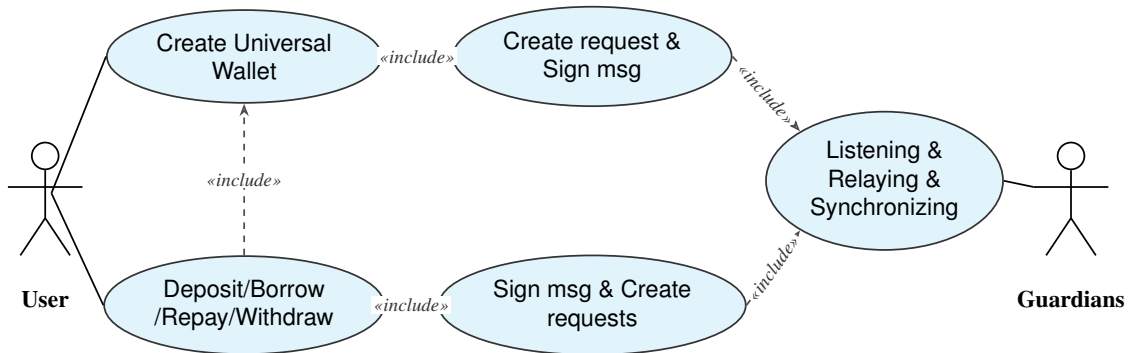 Create Universal
Wallet
«include»
Create request &
Sign msg
«include»
«include»
Listening &
Relaying &
Synchronizing
User
Deposit/Borrow
/Repay/Withdraw
«include»
Sign msg & Create
requests
«include»
Guardians